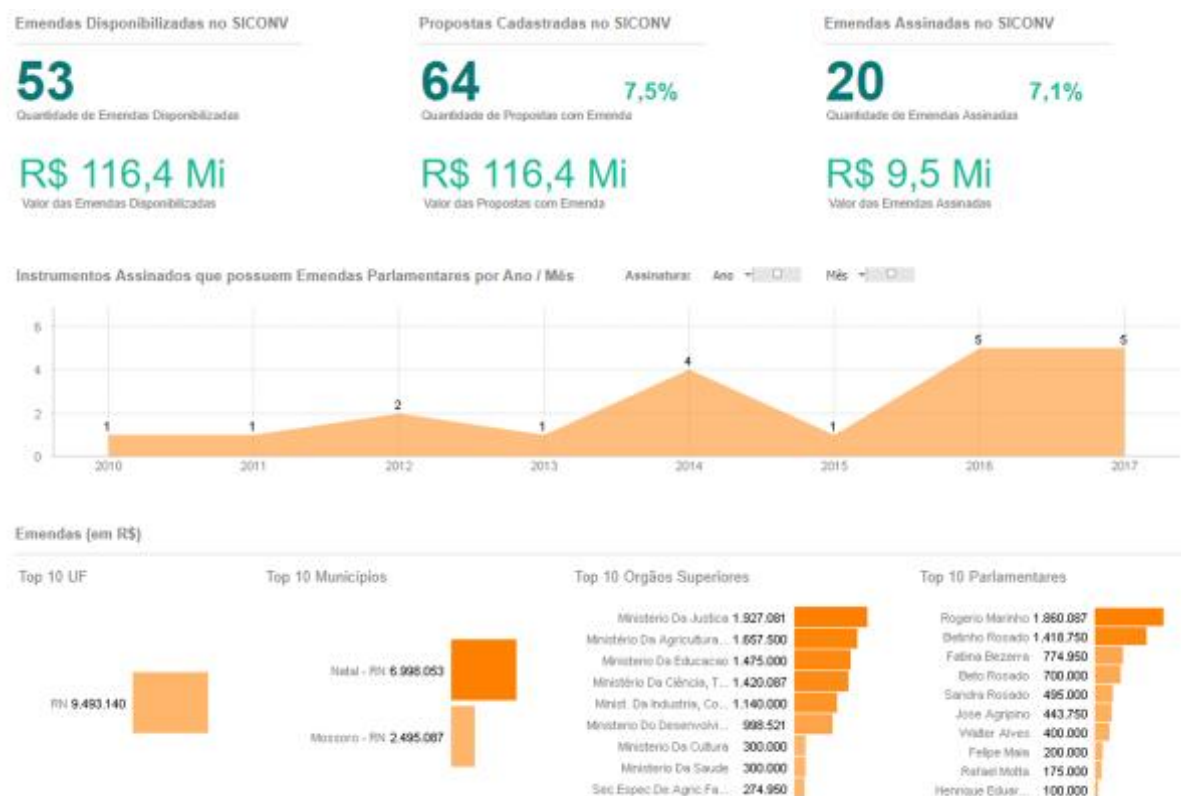 Emendas Disponibilizadas no SICONV
53
Quantidade de Emendas Disponibilizadas
R$ 116,4 Mi
Valor das Emendas Disponibilizadas
Propostas Cadastradas no SICONV
64 7,5%
Quantidade de Propostas com Emenda
R$ 116,4 Mi
Valor das Propostas com Emenda
Emendas Assinadas no SICONV
20 7,1%
Quantidade de Emendas Assinadas
R$ 9,5 Mi
Valor das Emendas Assinadas
Instrumentos Assinados que possuem Emendas Parlamentares por Ano / Mês Assinatura: Ano Mês
6
4
2
0
1 1 2 1 4 1 5 5
2010 2011 2012 2013 2014 2015 2016 2017
Emendas (em R$)
Top 10 UF
RN 9.493.140
Top 10 Municípios
Natal - RN 6.998.053
Mossoro - RN 2.495.087
Top 10 Orgãos Superiores
Ministerio Da Justica 1.927.081
Ministério Da Agricultura... 1.657.500
Ministerio Da Educacao 1.475.000
Ministério Da Ciência, T... 1.420.087
Minist. Da Industria, Co... 1.140.000
Ministerio Do Desenvolvi... 998.521
Ministerio Da Cultura 300.000
Ministerio Da Saude 300.000
Sec.Espec.De Agric.Fa... 274.950
Top 10 Parlamentares
Rogerio Marinho 1.860.087
Betinho Rosado 1.418.750
Fatima Bezerra 774.950
Beto Rosado 700.000
Sandra Rosado 495.000
Jose Agripino 443.750
Walter Alves 400.000
Felipe Maia 200.000
Rafael Motta 175.000
Henrique Eduar... 100.000